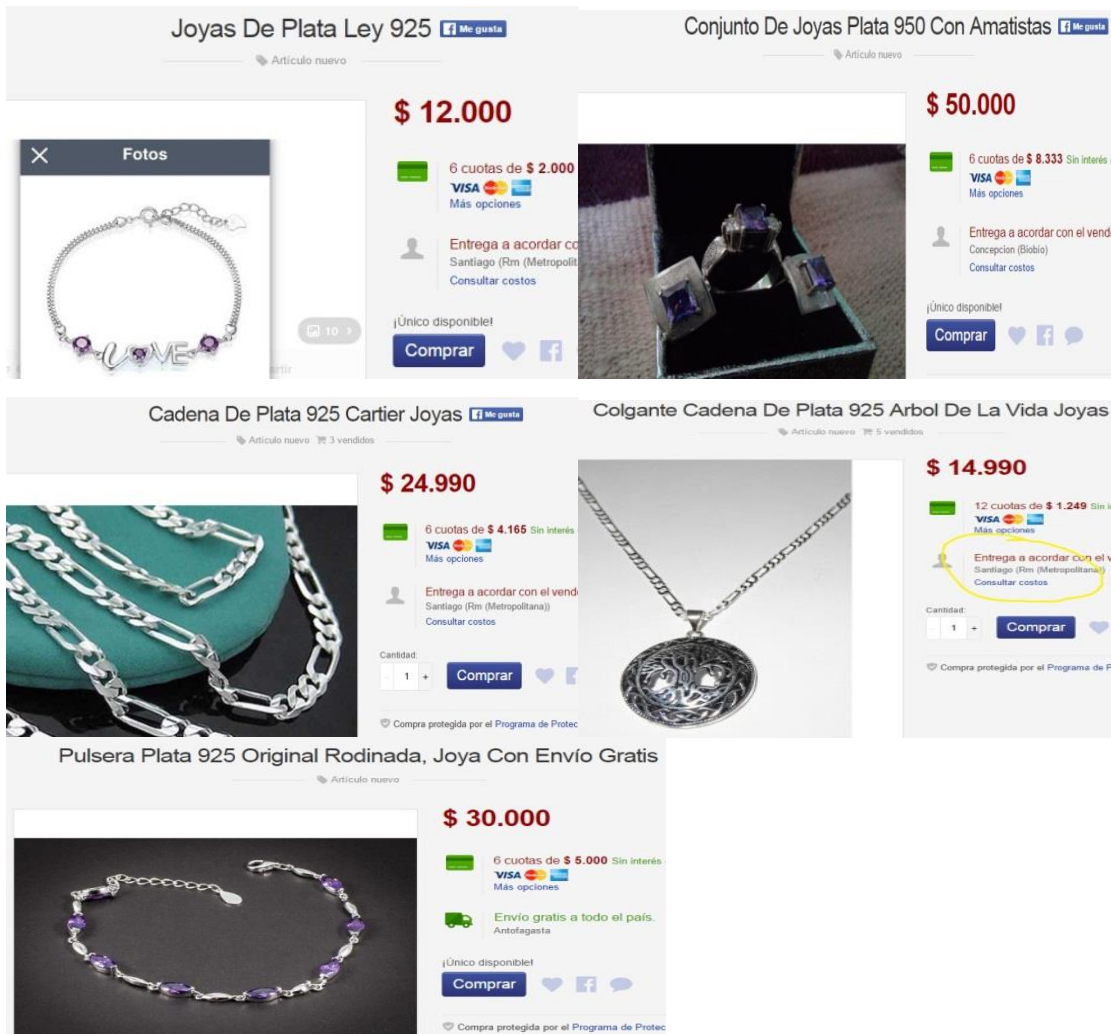 Joyas De Plata Ley 925 Me gusta
Artículo nuevo
Fotos
10
$ 12.000
6 cuotas de $ 2.000
VISA
Más opciones
Entrega a acordar co
Santiago (Rm (Metropolit
Consultar costos
¡Único disponible!
Comprar
Conjunto De Joyas Plata 950 Con Amatistas Me gusta
Artículo nuevo
$ 50.000
6 cuotas de $ 8.333 Sin interés
VISA
Más opciones
Entrega a acordar con el vend
Concepcion (Biobío)
Consultar costos
¡Único disponible!
Comprar
Cadena De Plata 925 Cartier Joyas Me gusta
Artículo nuevo 3 vendidos
$ 24.990
6 cuotas de $ 4.165 Sin interés
VISA
Más opciones
Entrega a acordar con el vend
Santiago (Rm (Metropolitana))
Consultar costos
Cantidad:
- 1 + Comprar
Compra protegida por el Programa de Protec
Colgante Cadena De Plata 925 Arbol De La Vida Joyas
Artículo nuevo 5 vendidos
$ 14.990
12 cuotas de $ 1.249 Sin i
VISA
Más opciones
Entrega a acordar con el v
Santiago (Rm (Metropolitana))
Consultar costos
Cantidad:
- 1 + Comprar
Compra protegida por el Programa de P
Pulsera Plata 925 Original Rodinada, Joya Con Envío Gratis
Artículo nuevo
$ 30.000
6 cuotas de $ 5.000 Sin interés
VISA
Más opciones
Envío gratis a todo el país.
Antofagasta
¡Único disponible!
Comprar
Compra protegida por el Programa de Protec